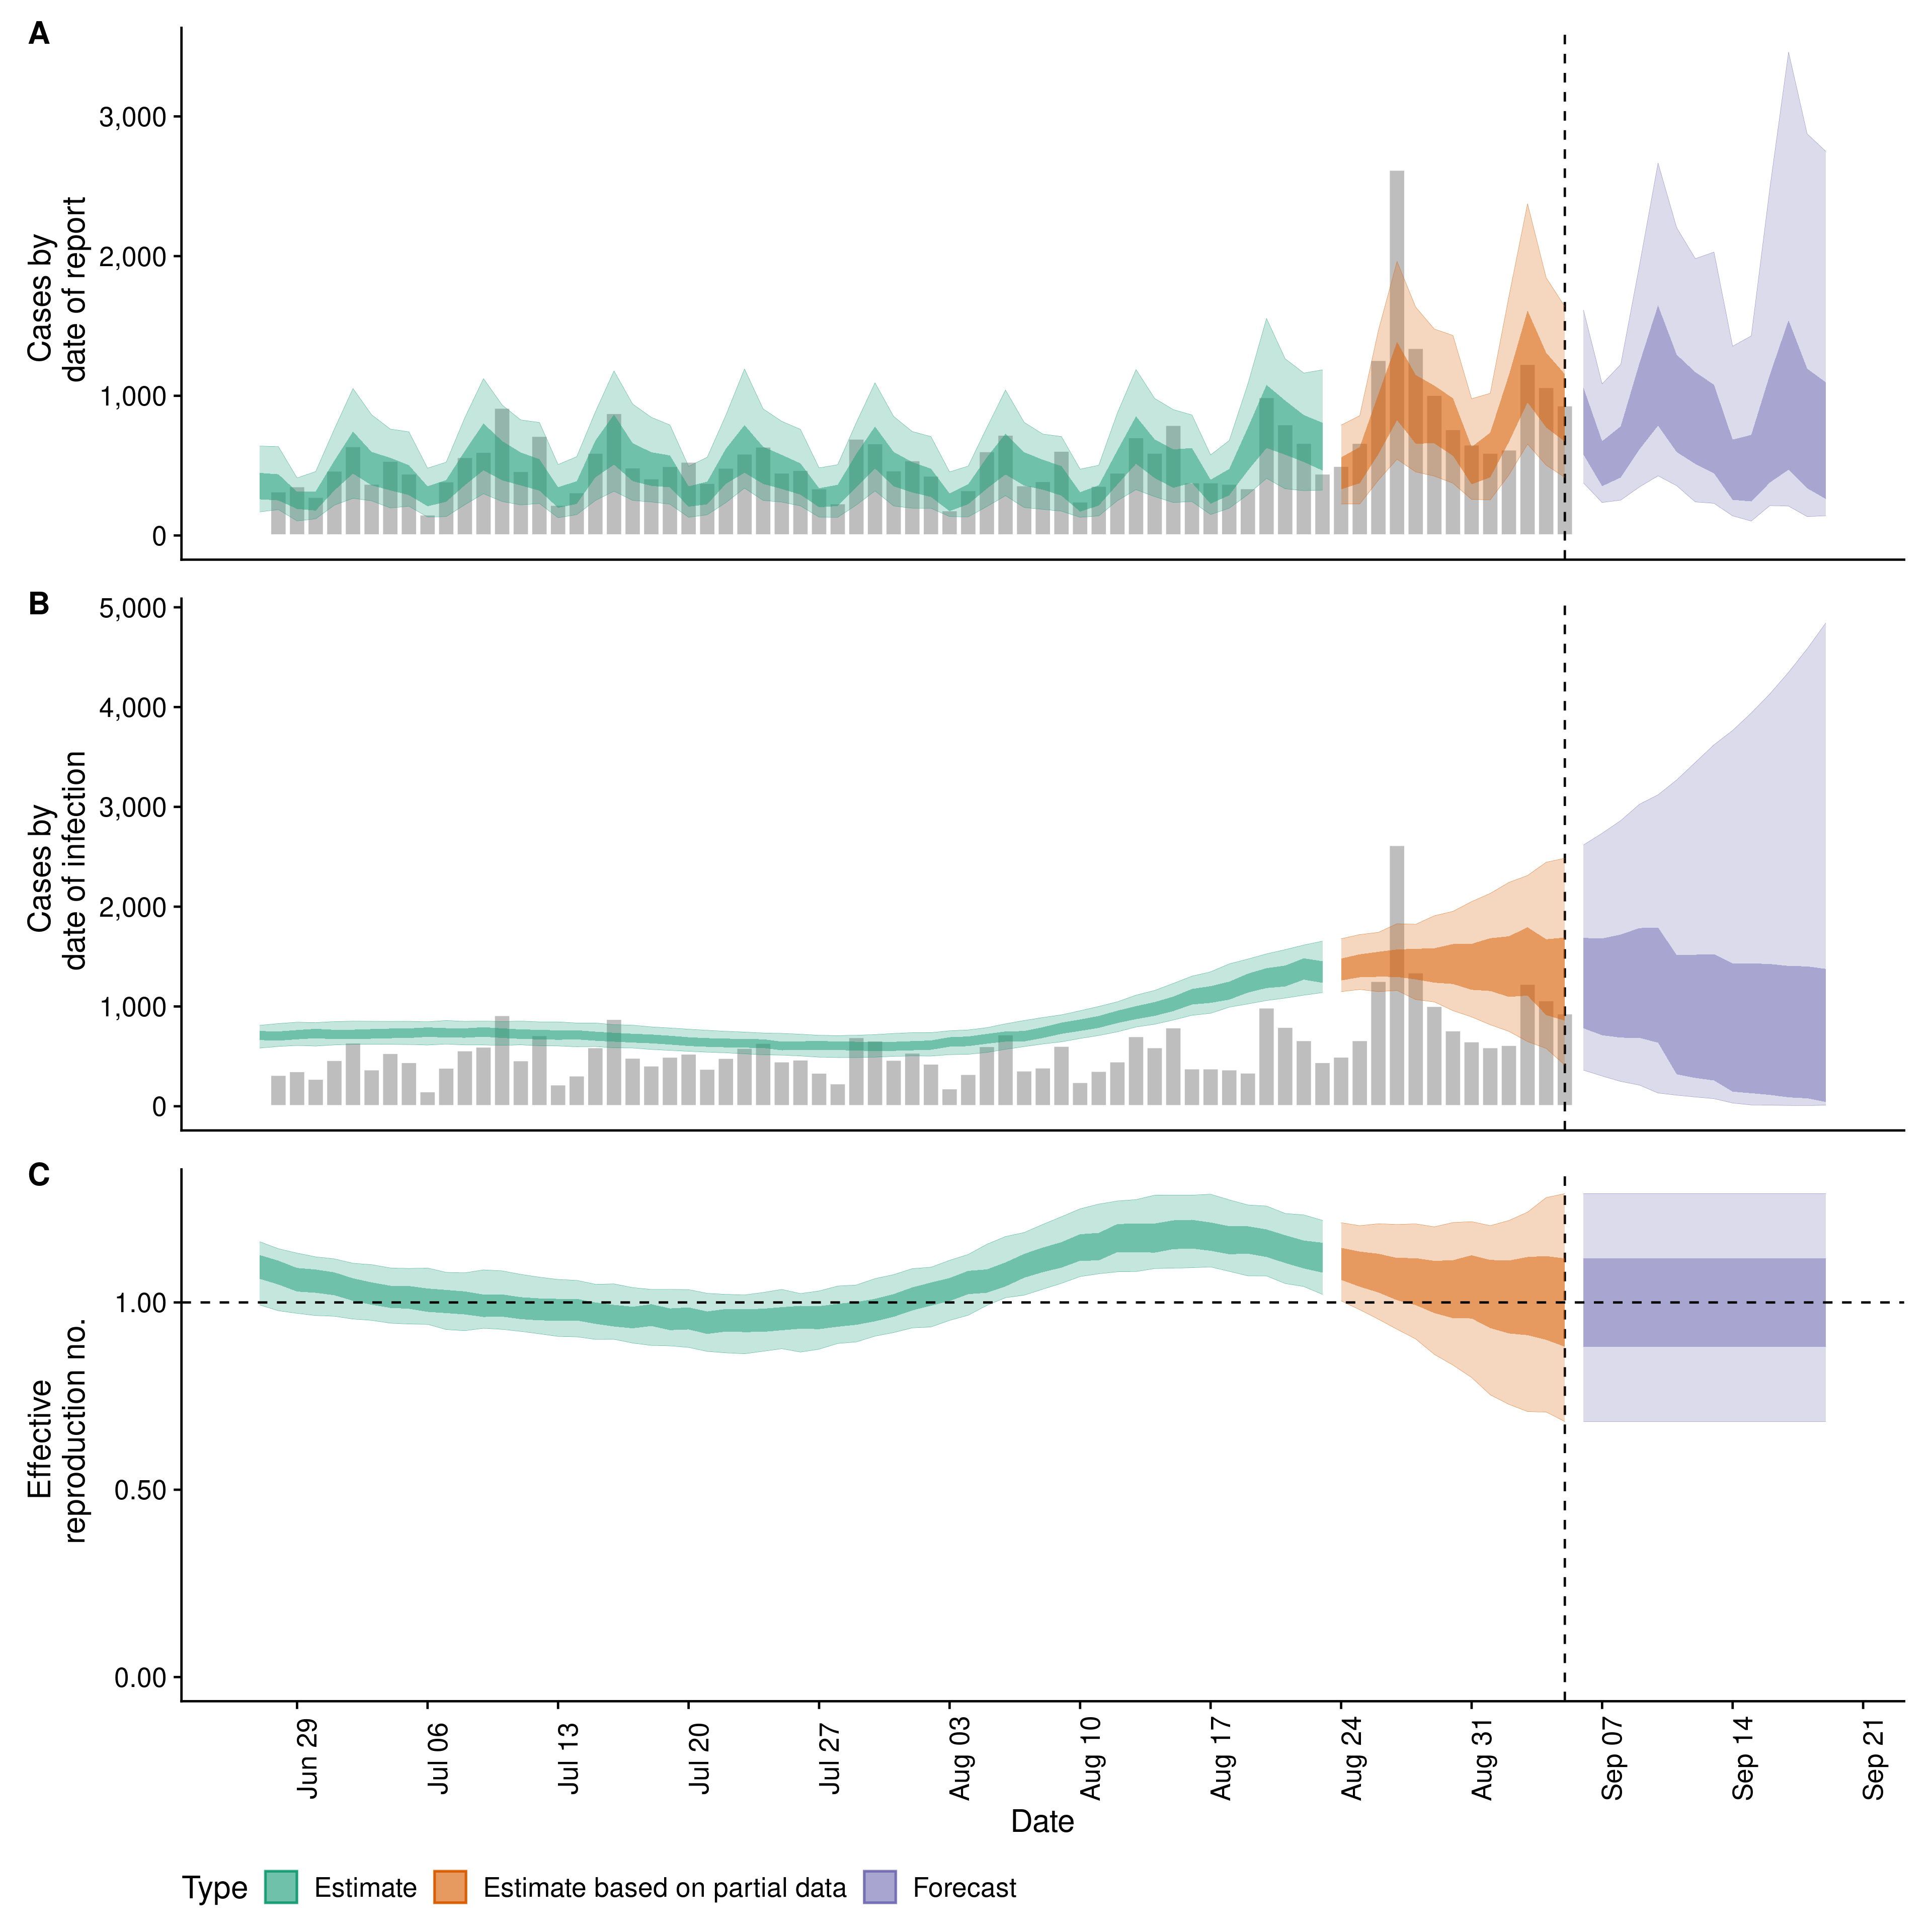 A
Cases by
date of report
3,000
2,000
1,000
0
B
Cases by
date of infection
5,000
4,000
3,000
2,000
1,000
0
C
Effective
reproduction no.
1.00
0.50
0.00
Jun 29
Jul 06
Jul 13
Jul 20
Jul 27
Aug 03
Aug 10
Aug 17
Aug 24
Aug 31
Sep 07
Sep 14
Sep 21
Date
Type Estimate Estimate based on partial data Forecast